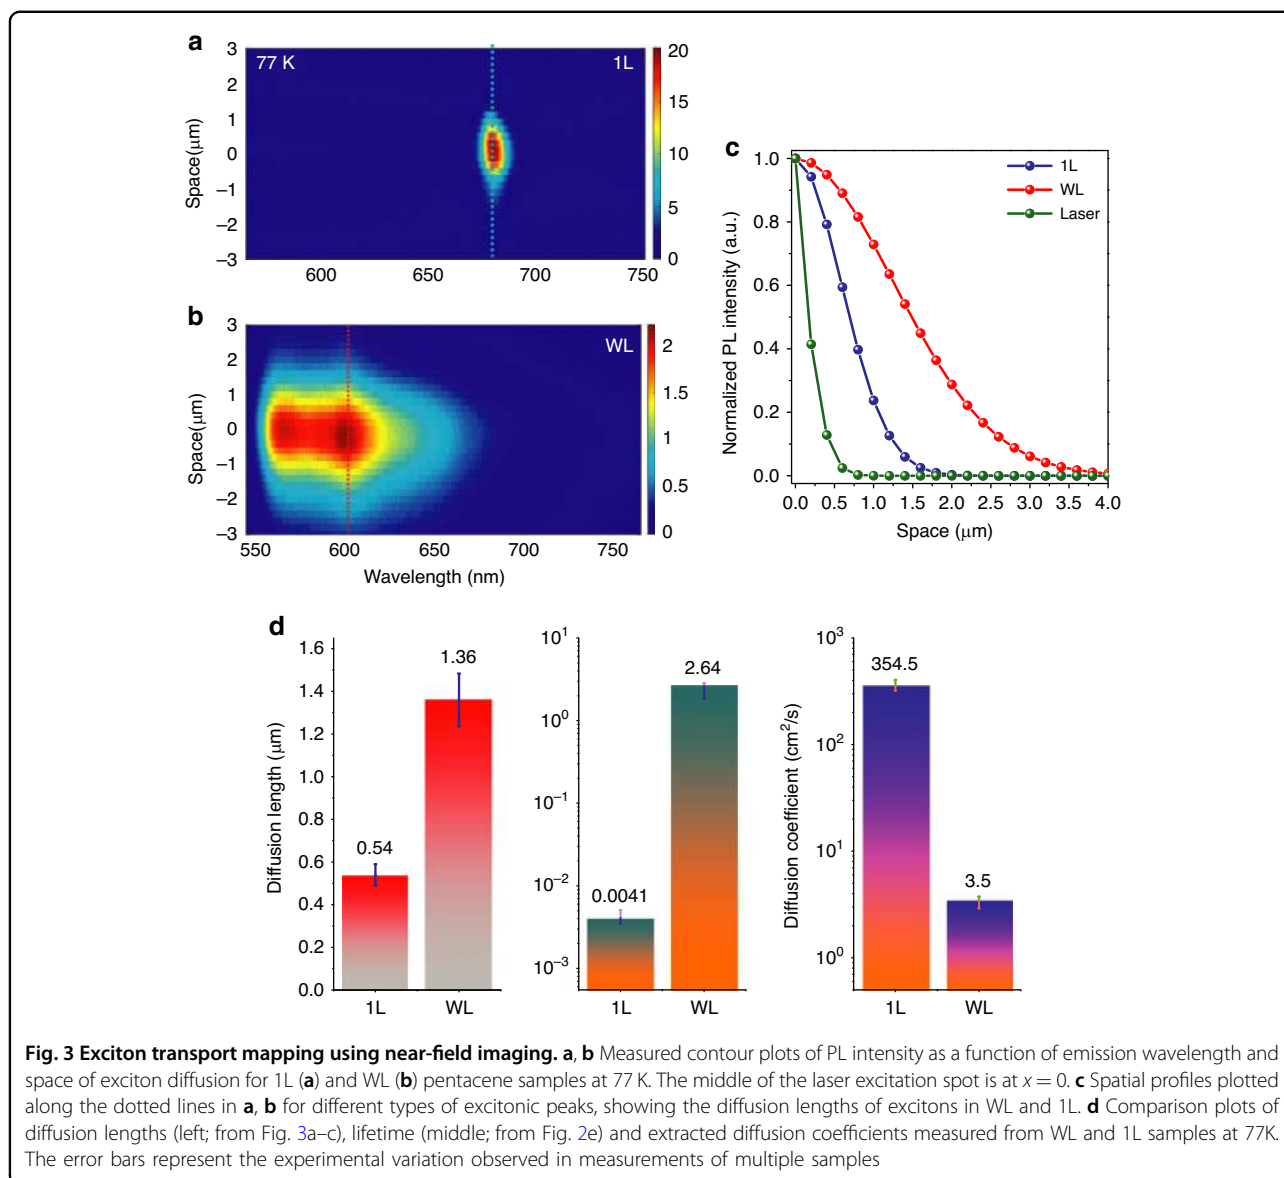 a
77 K
1L
3
2
1
0
−1
−2
−3
Space(μm)
600
650
700
750
20
15
10
5
0
b
WL
3
2
1
0
−1
−2
−3
Space(μm)
550
600
650
700
750
Wavelength (nm)
2
1.5
1
0.5
0
c
1L
WL
Laser
1.0
0.8
0.6
0.4
0.2
0.0
Normalized PL intensity (a.u.)
0.0
0.5
1.0
1.5
2.0
2.5
3.0
3.5
4.0
Space (μm)
d
1.6
1.4
1.2
1.0
0.8
0.6
0.4
0.2
0.0
Diffusion length (μm)
0.54
1.36
1L
WL
10^1
10^0
10^−1
10^−2
10^−3
0.0041
2.64
1L
WL
10^3
10^2
10^1
10^0
Diffusion coefficient (cm²/s)
354.5
3.5
1L
WL
Fig. 3 Exciton transport mapping using near-field imaging. a, b Measured contour plots of PL intensity as a function of emission wavelength and
space of exciton diffusion for 1L (a) and WL (b) pentacene samples at 77 K. The middle of the laser excitation spot is at x = 0. c Spatial profiles plotted
along the dotted lines in a, b for different types of excitonic peaks, showing the diffusion lengths of excitons in WL and 1L. d Comparison plots of
diffusion lengths (left; from Fig. 3a–c), lifetime (middle; from Fig. 2e) and extracted diffusion coefficients measured from WL and 1L samples at 77K.
The error bars represent the experimental variation observed in measurements of multiple samples